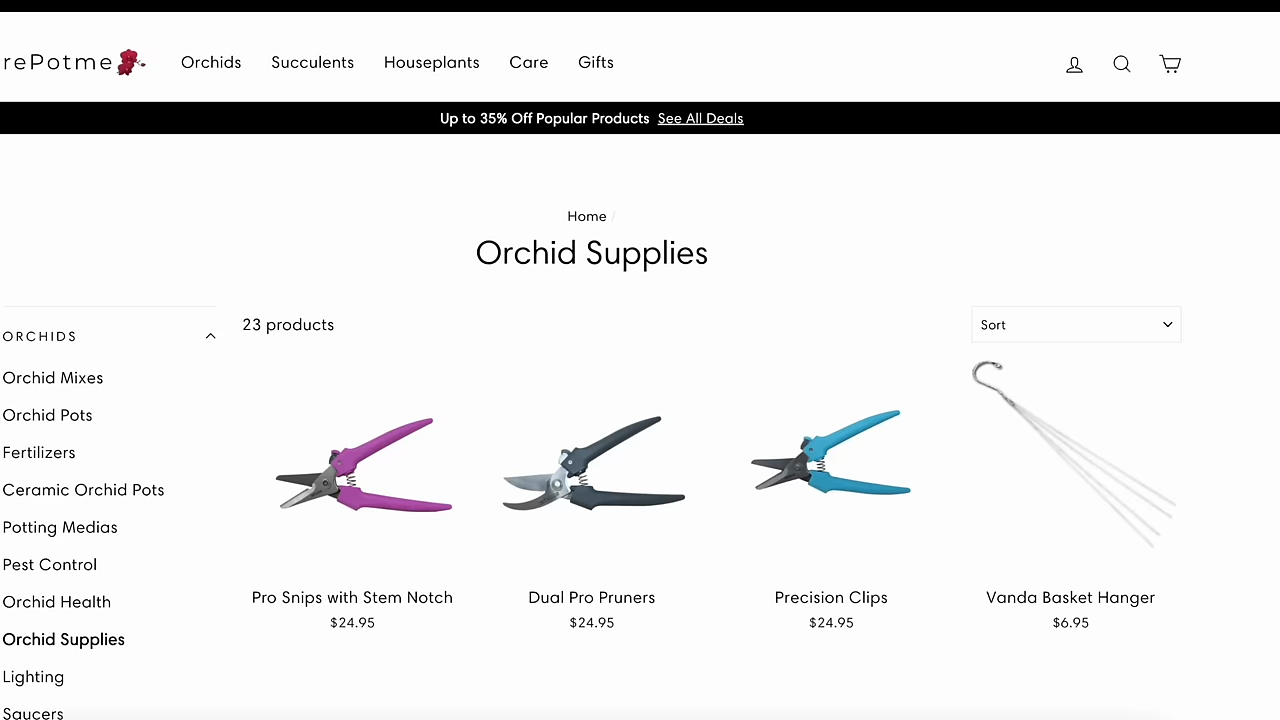 rePotme
Orchids Succulents Houseplants Care Gifts
Up to 35% Off Popular Products See All Deals
Home /
Orchid Supplies
ORCHIDS
Orchid Mixes
Orchid Pots
Fertilizers
Ceramic Orchid Pots
Potting Medias
Pest Control
Orchid Health
Orchid Supplies
Lighting
Saucers
23 products
Sort
Pro Snips with Stem Notch
$24.95
Dual Pro Pruners
$24.95
Precision Clips
$24.95
Vanda Basket Hanger
$6.95